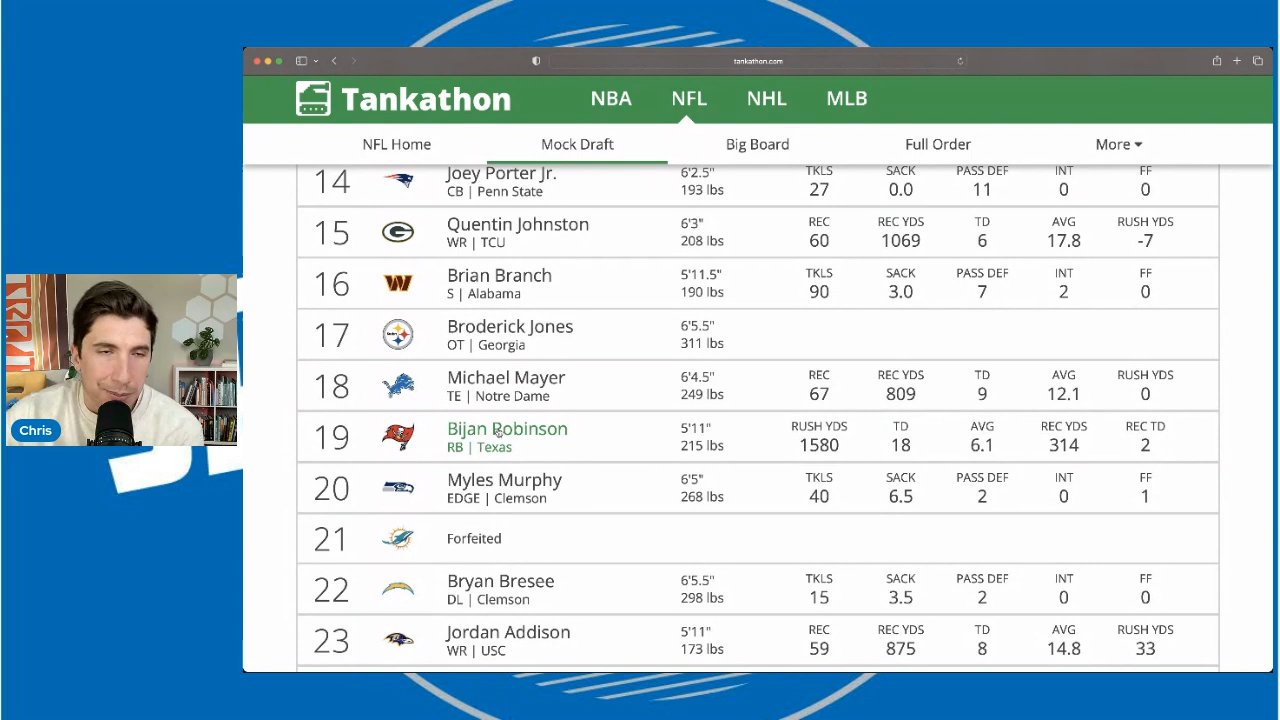 tankathon.com
Tankathon NBA NFL NHL MLB
NFL Home Mock Draft Big Board Full Order More
14 Joey Porter Jr. 6'2.5" TKLS SACK PASS DEF INT FF
CB | Penn State 193 lbs 27 0.0 11 0 0
15 Quentin Johnston 6'3" REC REC YDS TD AVG RUSH YDS
WR | TCU 208 lbs 60 1069 6 17.8 -7
16 Brian Branch 5'11.5" TKLS SACK PASS DEF INT FF
S | Alabama 190 lbs 90 3.0 7 2 0
17 Broderick Jones 6'5.5"
OT | Georgia 311 lbs
18 Michael Mayer 6'4.5" REC REC YDS TD AVG RUSH YDS
TE | Notre Dame 249 lbs 67 809 9 12.1 0
19 Bijan Robinson 5'11" RUSH YDS TD AVG REC YDS REC TD
RB | Texas 215 lbs 1580 18 6.1 314 2
20 Myles Murphy 6'5" TKLS SACK PASS DEF INT FF
EDGE | Clemson 268 lbs 40 6.5 2 0 1
21 Forfeited
22 Bryan Bresee 6'5.5" TKLS SACK PASS DEF INT FF
DL | Clemson 298 lbs 15 3.5 2 0 0
23 Jordan Addison 5'11" REC REC YDS TD AVG RUSH YDS
WR | USC 173 lbs 59 875 8 14.8 33
Chris